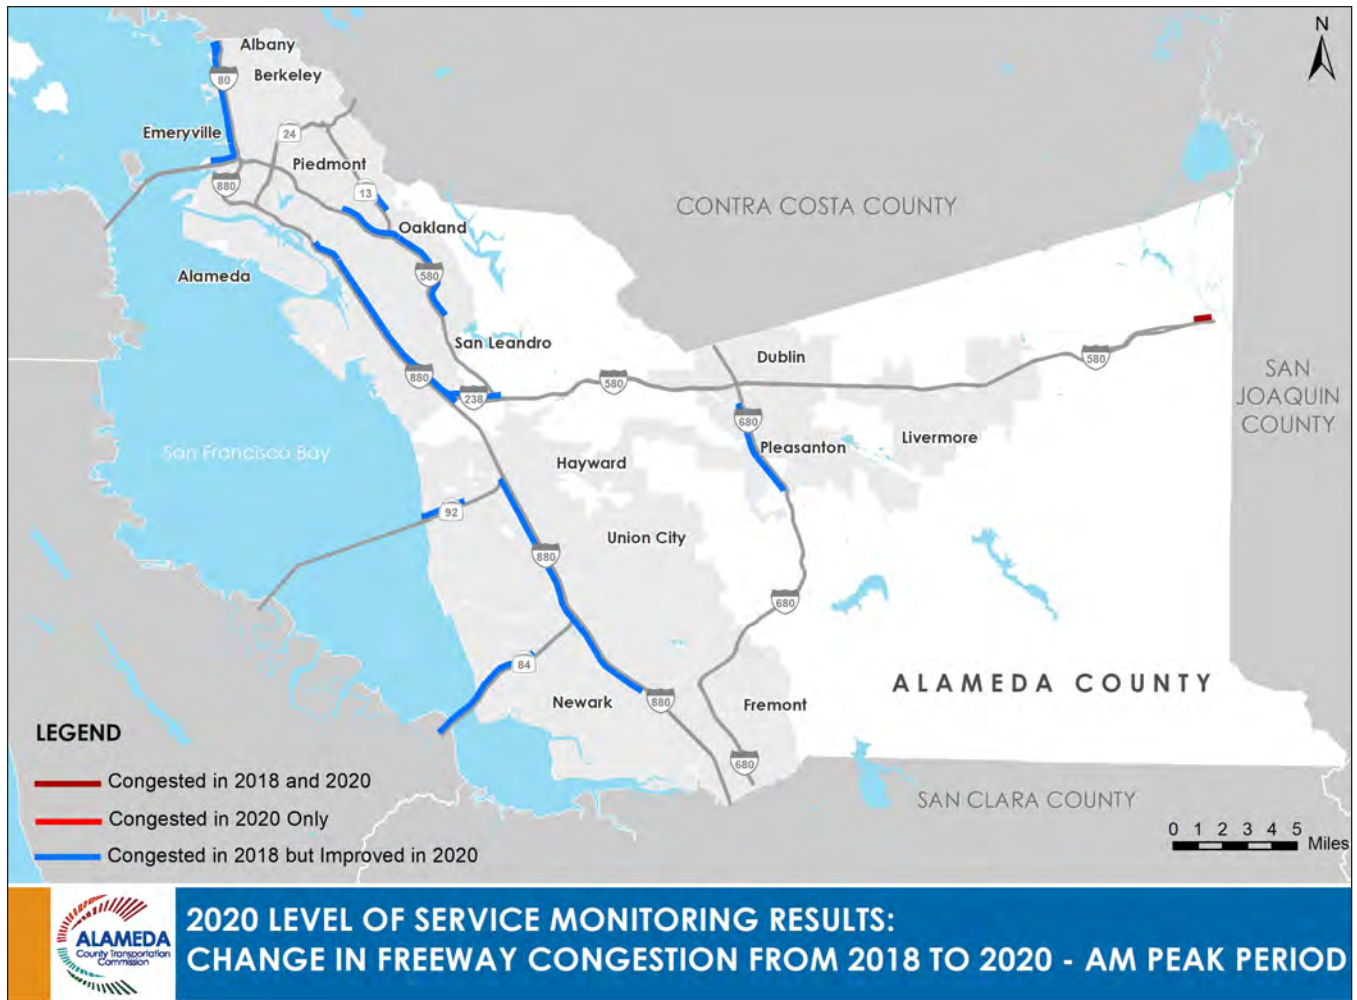 N
Albany
80
Berkeley
Emeryville
24
Piedmont
880
13
CONTRA COSTA COUNTY
Oakland
Alameda
580
San Leandro
Dublin
580
880
580
238
SAN
JOAQUIN
COUNTY
680
Livermore
Pleasanton
San Francisco Bay
Hayward
92
Union City
880
680
84
ALAMEDA COUNTY
Newark
880
Fremont
680
LEGEND
Congested in 2018 and 2020
Congested in 2020 Only
Congested in 2018 but Improved in 2020
SAN CLARA COUNTY
0 1 2 3 4 5
Miles
ALAMEDA
County Transportation
Commission
2020 LEVEL OF SERVICE MONITORING RESULTS:
CHANGE IN FREEWAY CONGESTION FROM 2018 TO 2020 - AM PEAK PERIOD